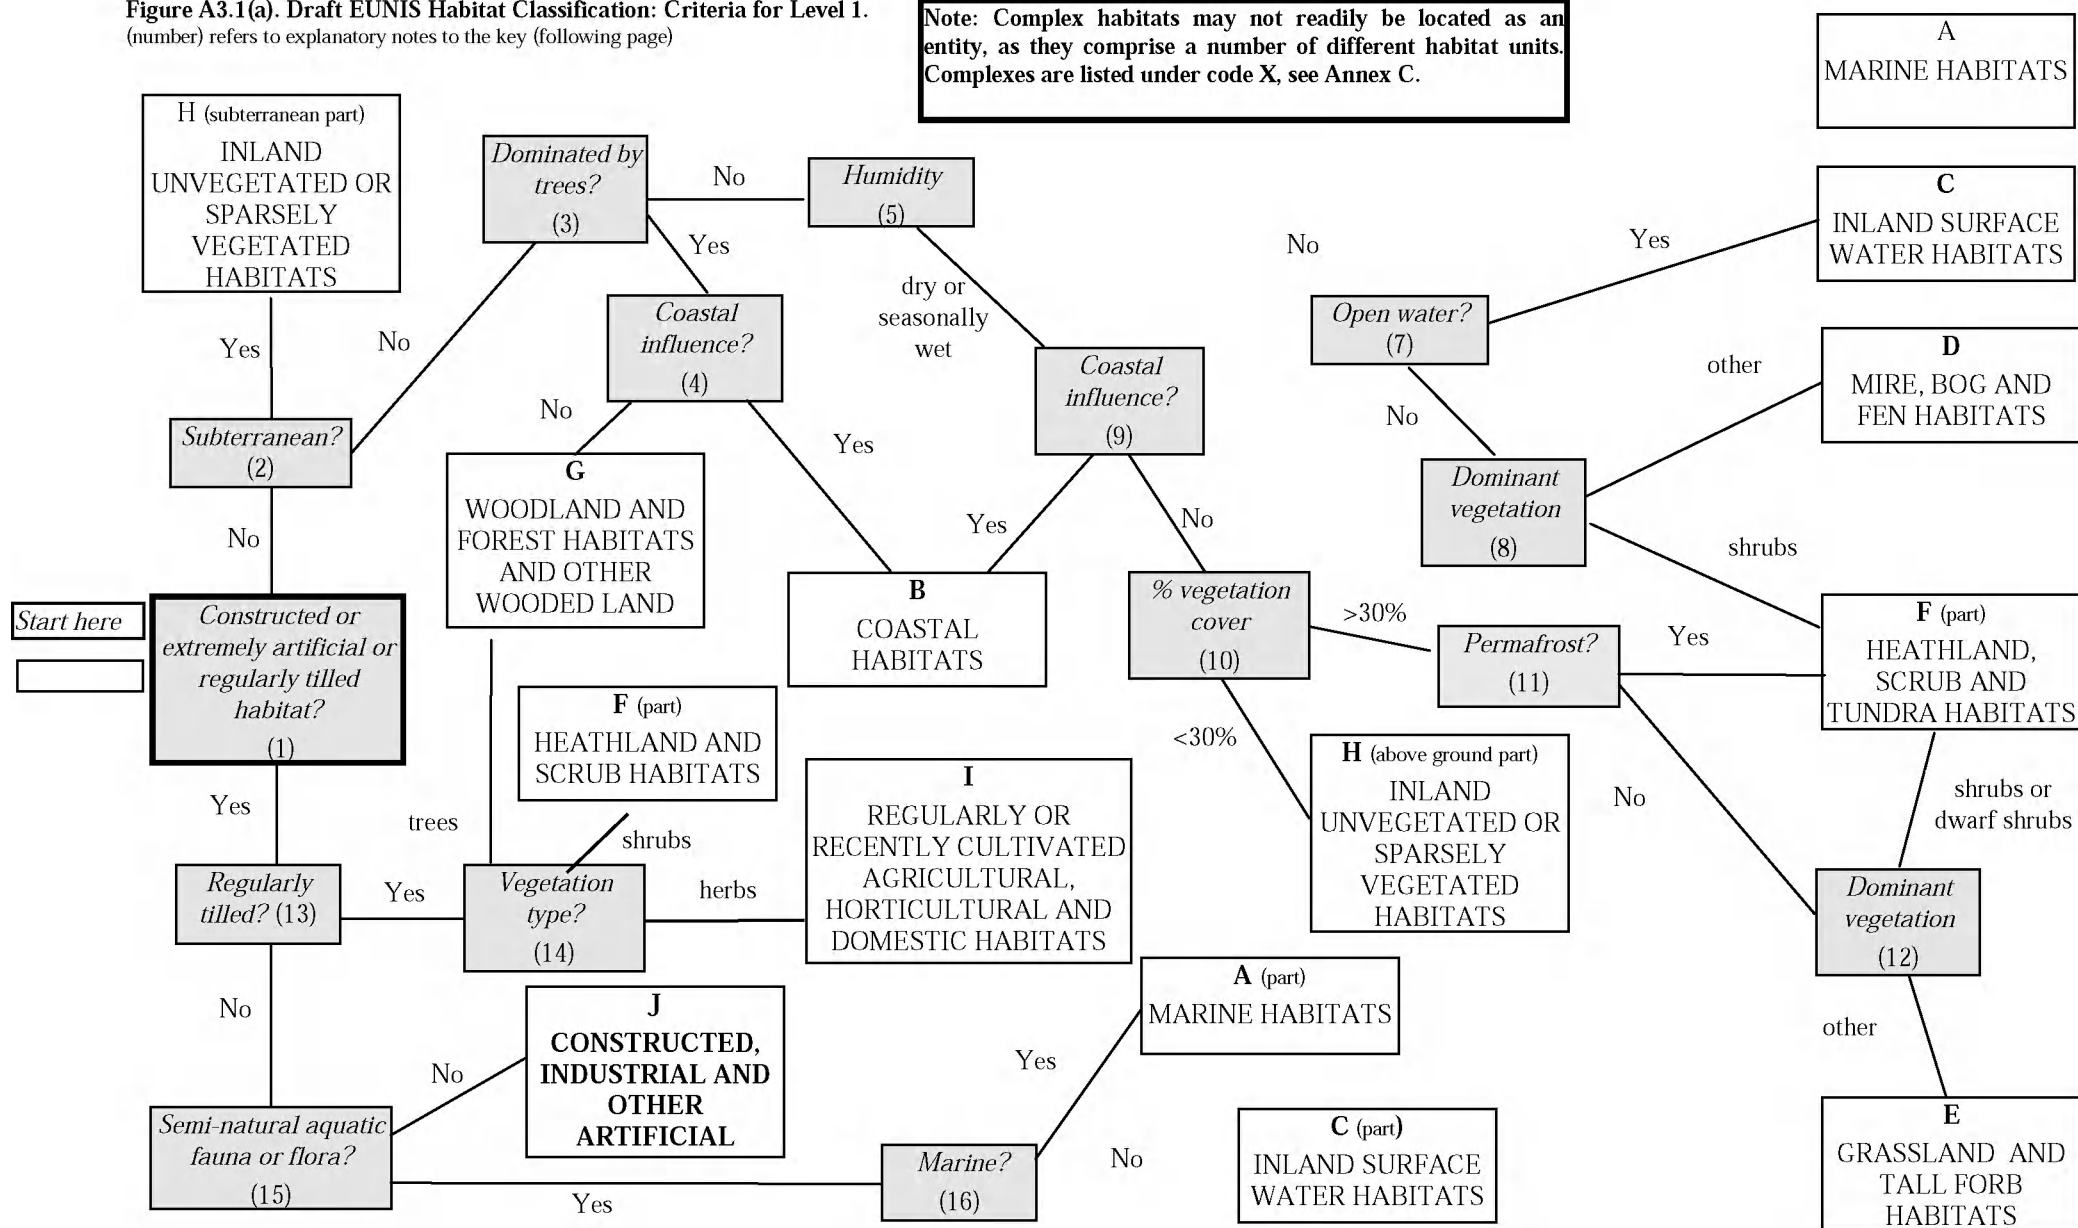 Figure A3.1(a). Draft EUNIS Habitat Classification: Criteria for Level 1.
(number) refers to explanatory notes to the key (following page)
Note: Complex habitats may not readily be located as an
entity, as they comprise a number of different habitat units.
Complexes are listed under code X, see Annex C.
A
MARINE HABITATS
H (subterranean part)
INLAND
UNVEGETATED OR
SPARSELY
VEGETATED
HABITATS
Dominated by
trees?
(3)
No
Humidity
(5)
C
INLAND SURFACE
WATER HABITATS
Yes
No
Yes
dry or
seasonally
wet
Coastal
influence?
(4)
Open water?
(7)
Yes
No
Coastal
influence?
(9)
other
D
MIRE, BOG AND
FEN HABITATS
No
Yes
No
Subterranean?
(2)
G
WOODLAND AND
FOREST HABITATS
AND OTHER
WOODED LAND
Dominant
vegetation
(8)
No
Yes
No
shrubs
Start here
Constructed or
extremely artificial or
regularly tilled
habitat?
(1)
B
COASTAL
HABITATS
% vegetation
cover
(10)
>30%
Permafrost?
(11)
Yes
F (part)
HEATHLAND,
SCRUB AND
TUNDRA HABITATS
F (part)
HEATHLAND AND
SCRUB HABITATS
<30%
H (above ground part)
INLAND
UNVEGETATED OR
SPARSELY
VEGETATED
HABITATS
No
shrubs or
dwarf shrubs
Yes
trees
shrubs
I
REGULARLY OR
RECENTLY CULTIVATED
AGRICULTURAL,
HORTICULTURAL AND
DOMESTIC HABITATS
Regularly
tilled? (13)
Yes
Vegetation
type?
(14)
herbs
Dominant
vegetation
(12)
No
J
CONSTRUCTED,
INDUSTRIAL AND
OTHER
ARTIFICIAL
A (part)
MARINE HABITATS
other
No
Yes
Semi-natural aquatic
fauna or flora?
(15)
Yes
Marine?
(16)
No
C (part)
INLAND SURFACE
WATER HABITATS
E
GRASSLAND AND
TALL FORB
HABITATS